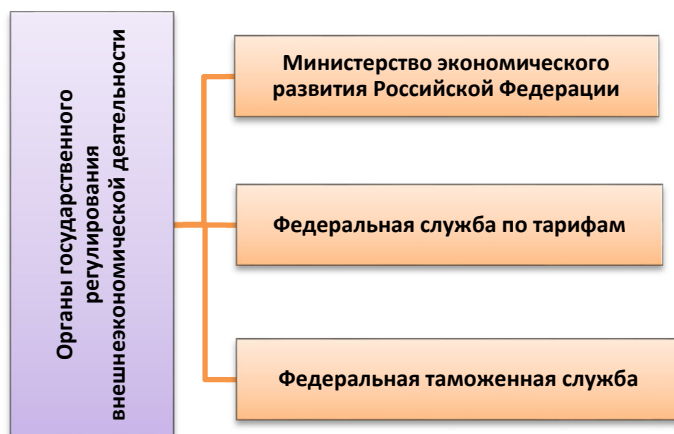 Органы государственного
регулирования
внешнеэкономической деятельности
Министерство экономического
развития Российской Федерации
Федеральная служба по тарифам
Федеральная таможенная служба